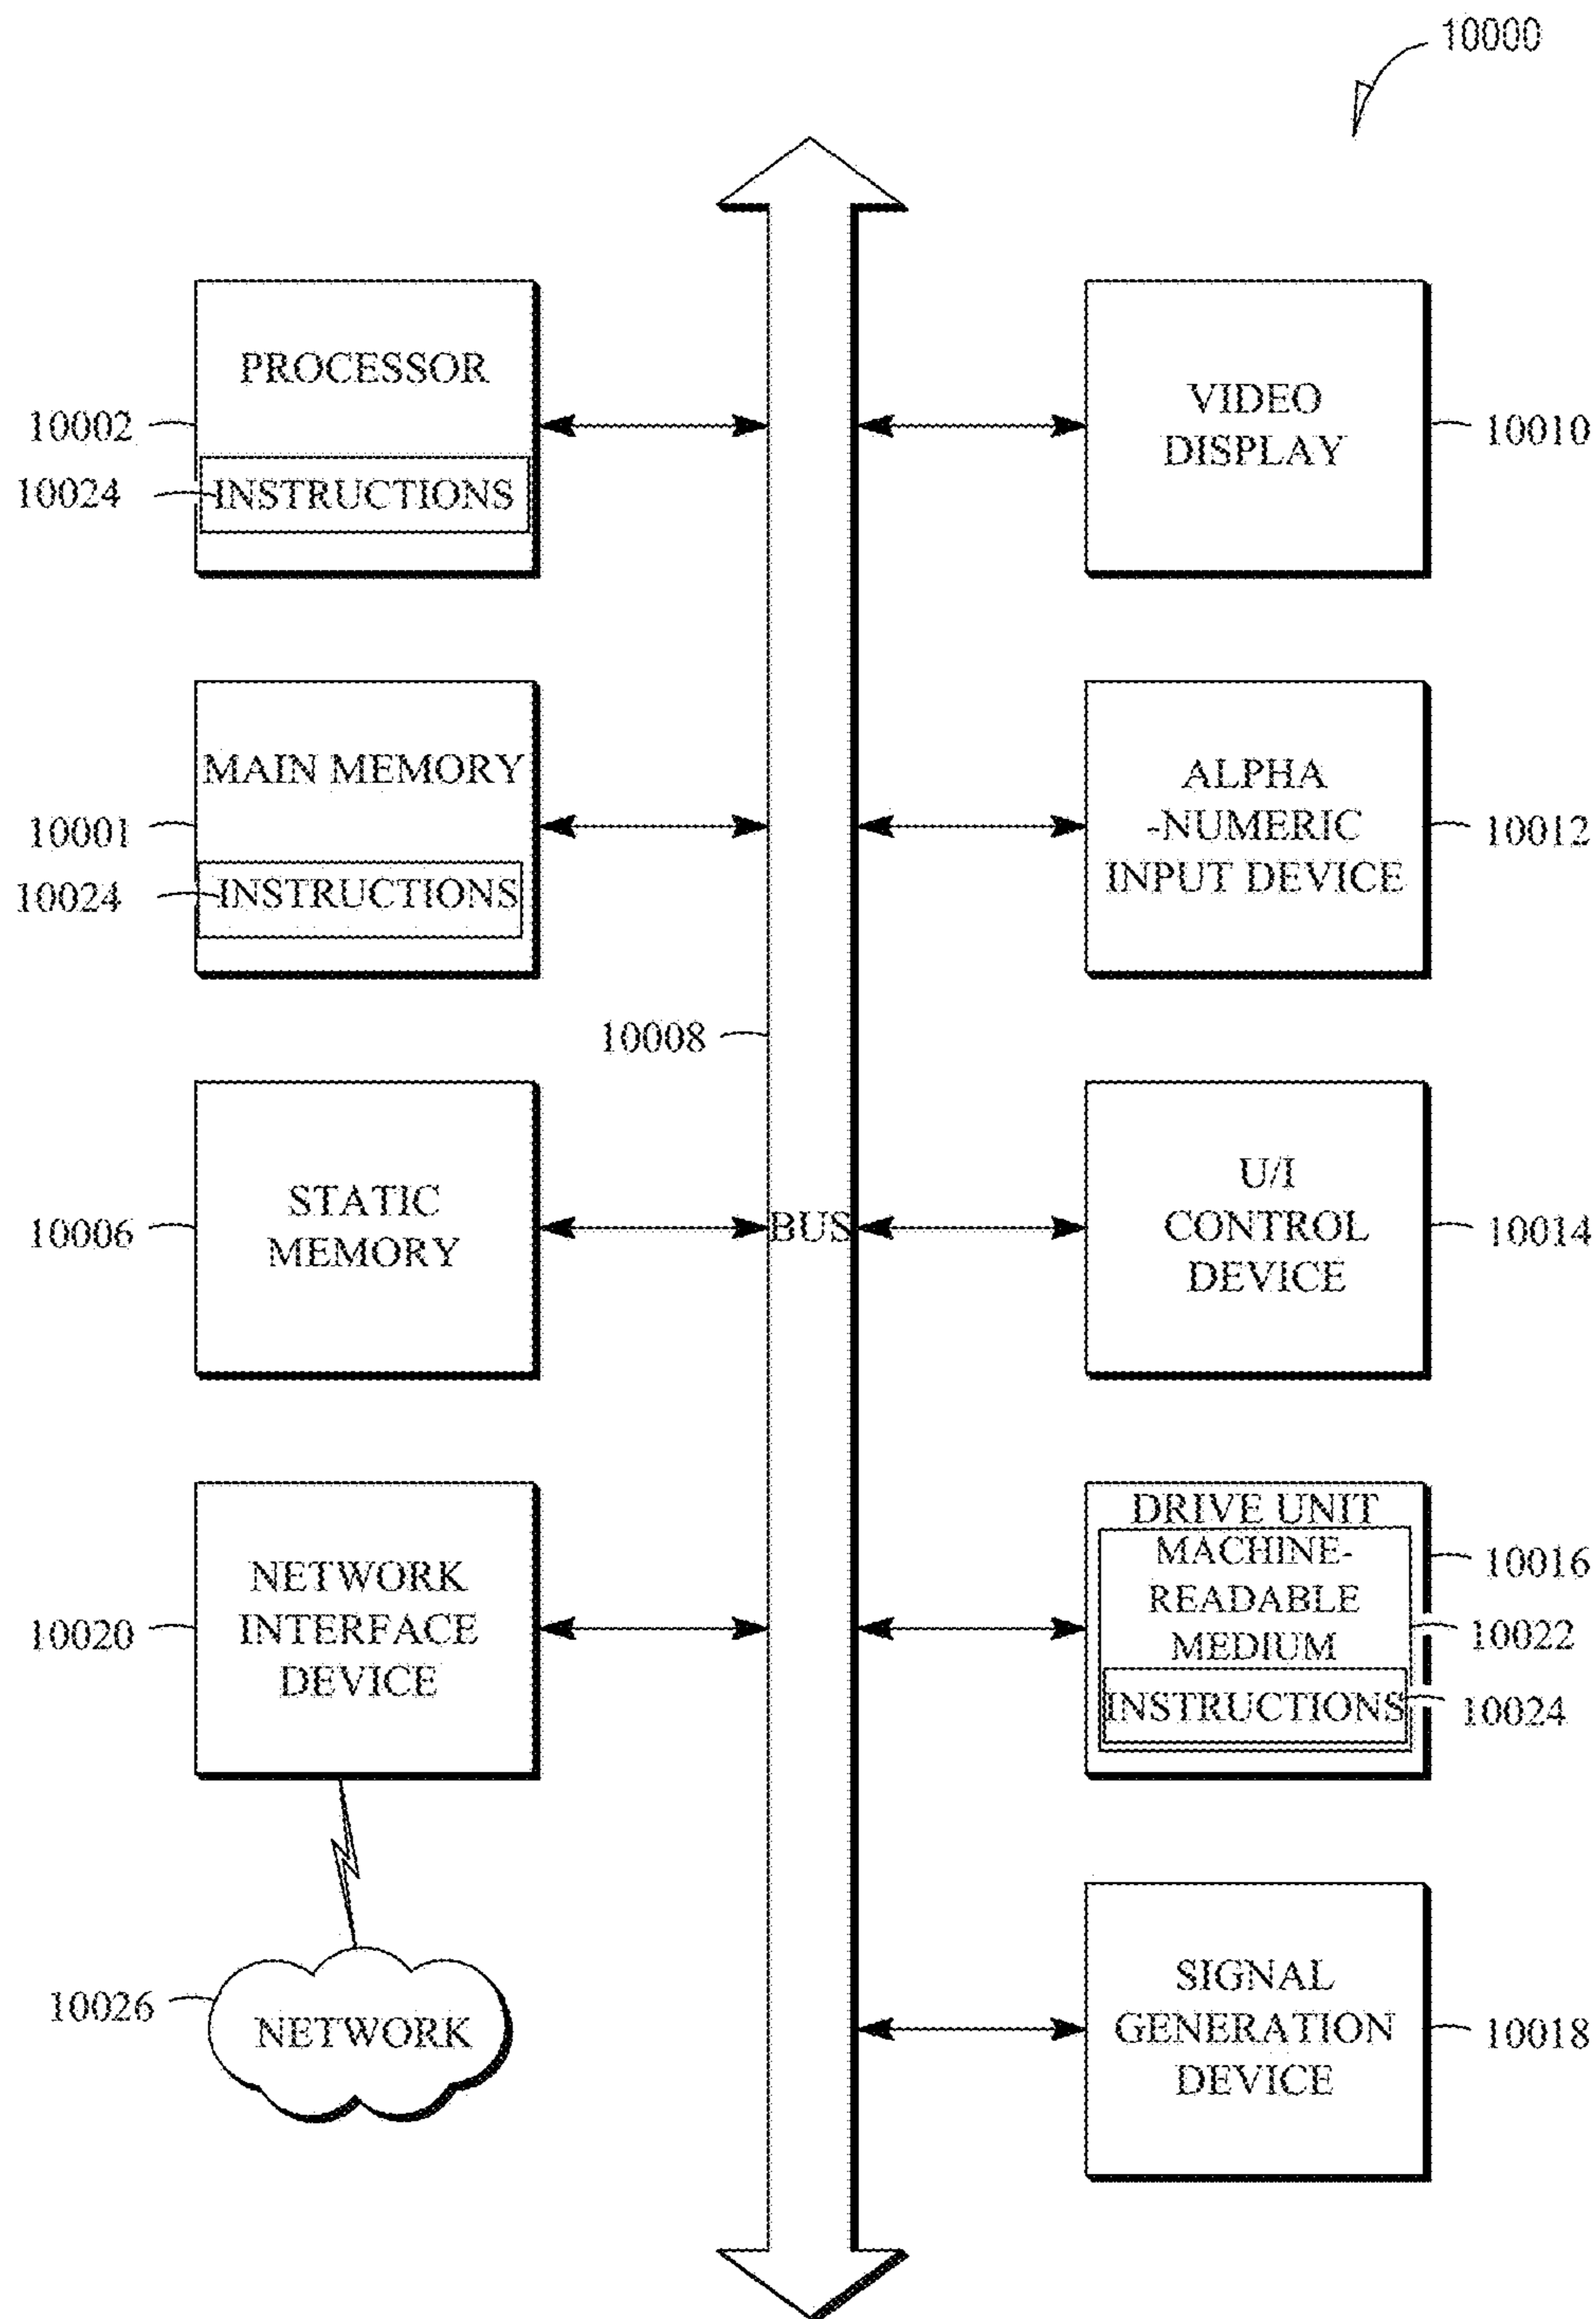 10000
PROCESSOR
10002
10024
INSTRUCTIONS
VIDEO
DISPLAY
10010
MAIN MEMORY
10001
10024
INSTRUCTIONS
ALPHA
-NUMERIC
INPUT DEVICE
10012
10008
STATIC
MEMORY
10006
BUS
U/I
CONTROL
DEVICE
10014
NETWORK
INTERFACE
DEVICE
10020
DRIVE UNIT
MACHINE-
READABLE
MEDIUM
INSTRUCTIONS
10016
10022
10024
10026
NETWORK
SIGNAL
GENERATION
DEVICE
10018